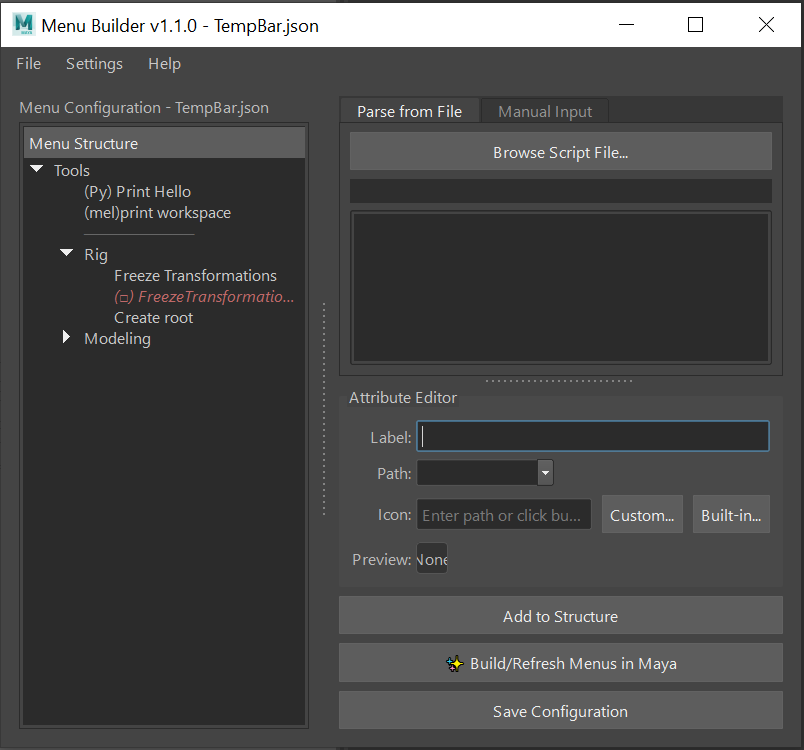 Menu Builder v1.1.0 - TempBar.json
File Settings Help
Menu Configuration - TempBar.json
Menu Structure
Tools
(Py) Print Hello
(mel)print workspace
Rig
Freeze Transformations
(□) FreezeTransformatio...
Create root
Modeling
Parse from File Manual Input
Browse Script File...
Attribute Editor
Label:
Path:
Icon: Enter path or click bu... Custom... Built-in...
Preview: None
Add to Structure
✨ Build/Refresh Menus in Maya
Save Configuration